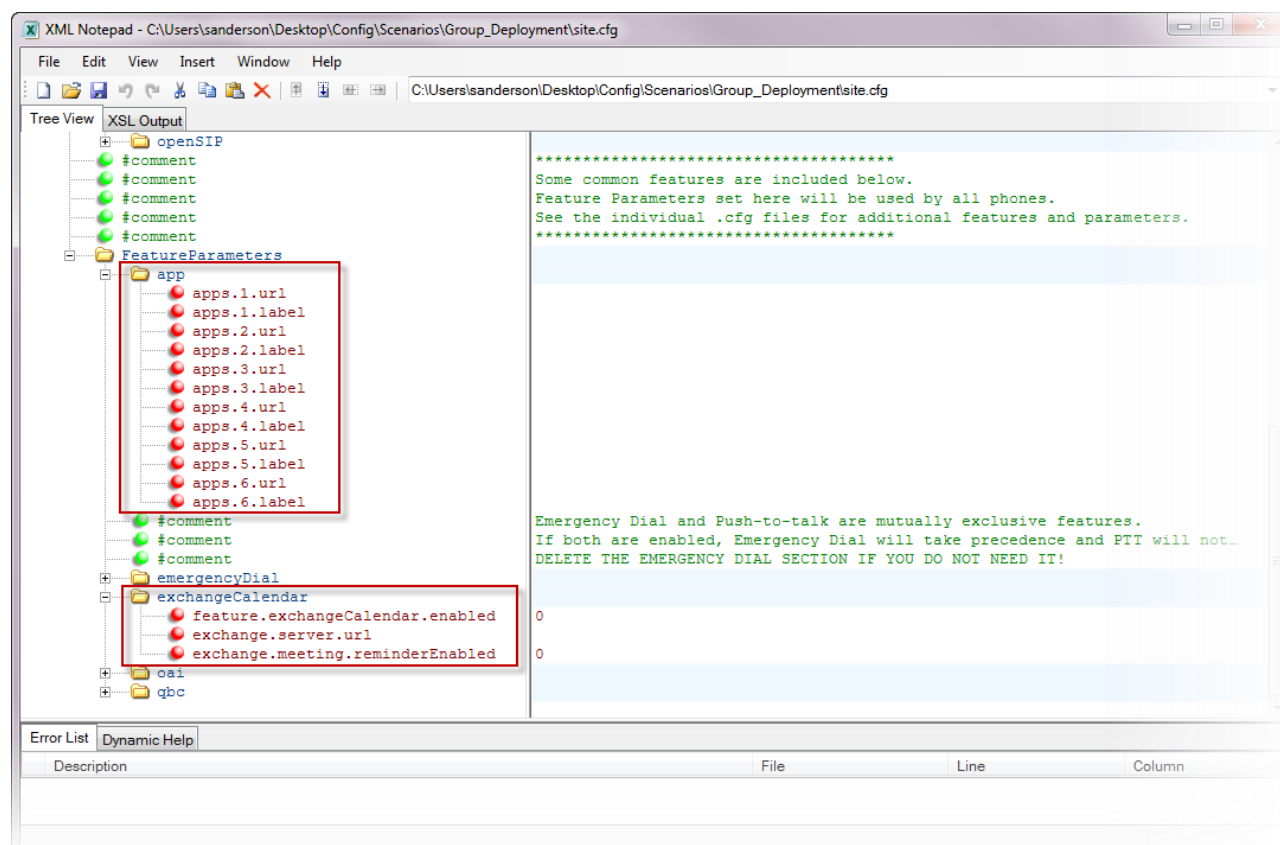 XML Notepad - C:\Users\sanderson\Desktop\Config\Scenarios\Group_Deployment\site.cfg
File Edit View Insert Window Help
C:\Users\sanderson\Desktop\Config\Scenarios\Group_Deployment\site.cfg
Tree View XSL Output
openSIP
#comment **************************************
#comment Some common features are included below.
#comment Feature Parameters set here will be used by all phones.
#comment See the individual .cfg files for additional features and parameters.
#comment **************************************
FeatureParameters
app
apps.1.url
apps.1.label
apps.2.url
apps.2.label
apps.3.url
apps.3.label
apps.4.url
apps.4.label
apps.5.url
apps.5.label
apps.6.url
apps.6.label
#comment Emergency Dial and Push-to-talk are mutually exclusive features.
#comment If both are enabled, Emergency Dial will take precedence and PTT will not…
#comment DELETE THE EMERGENCY DIAL SECTION IF YOU DO NOT NEED IT!
emergencyDial
exchangeCalendar
feature.exchangeCalendar.enabled 0
exchange.server.url
exchange.meeting.reminderEnabled 0
oai
qbc
Error List Dynamic Help
Description File Line Column